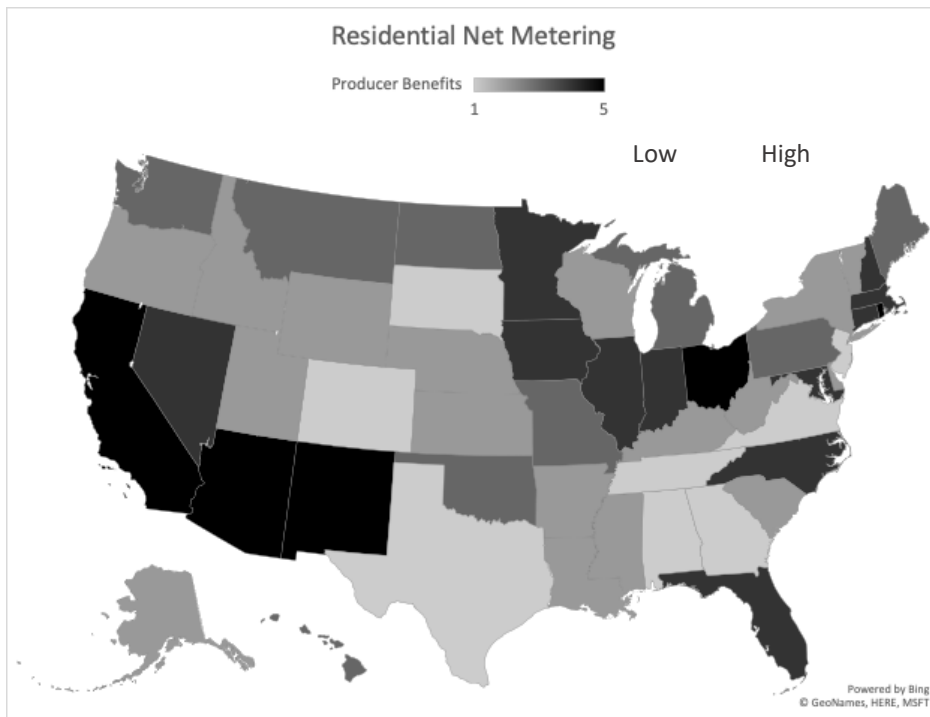 Residential Net Metering
Producer Benefits
1 5
Low High
Powered by Bing
© GeoNames, HERE, MSFT